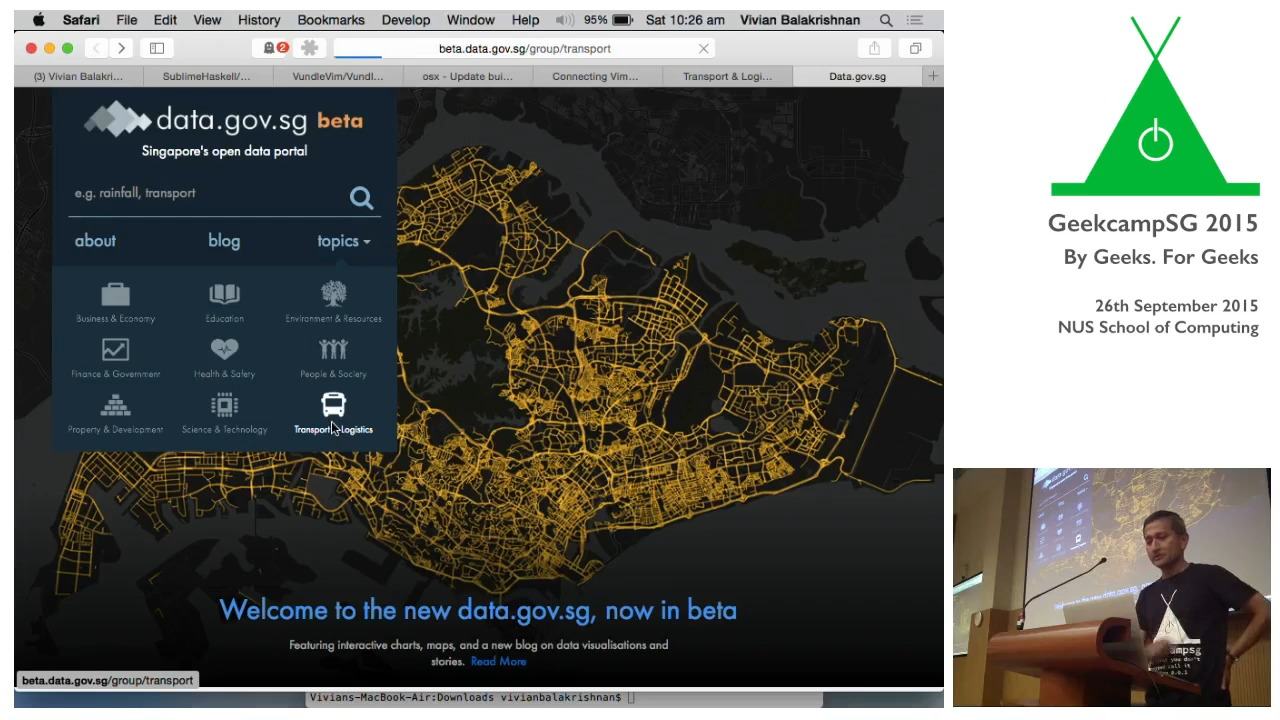 Safari File Edit View History Bookmarks Develop Window Help 95% Sat 10:26 am Vivian Balakrishnan
2 beta.data.gov.sg/group/transport
(3) Vivian Balakri... SublimeHaskell/... VundleVim/Vundl... osx - Update bui... Connecting Vim... Transport & Logi... Data.gov.sg
data.gov.sg beta
Singapore's open data portal
e.g. rainfall, transport
about blog topics
Business & Economy Education Environment & Resources
Finance & Government Health & Safety People & Society
Property & Development Science & Technology Transport Logistics
Welcome to the new data.gov.sg, now in beta
Featuring interactive charts, maps, and a new blog on data visualisations and
stories. Read More
beta.data.gov.sg/group/transport
Vivians-MacBook-Air:Downloads vivianbalakrishnan$
GeekcampSG 2015
By Geeks. For Geeks
26th September 2015
NUS School of Computing